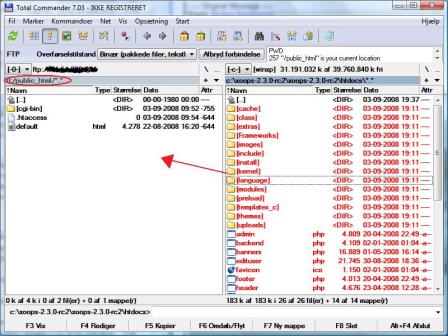 Total Commander 7.03 - IKKE REGISTRERET
Marker Kommandoer Net Vis Opsætning Start Hjælp
FTP Overførselstilstand Binær (pakkede filer, tekst) Afbryd forbindelse
PWD
257 "/public_html/" is your current location
[-0-] ftp
[-c-] [winxp] 31.191.032 k af 39.760.840 k fri
/public_html/*.*
c:\xoops-2.3.0-rc2\xoops-2.3.0-rc2\htdocs\*.*
Navn Type Størrelse Dato Attr
Navn Type Størrelse Dato Attr
[..] <DIR> 00-00-1980 00:00 ---
[cgi-bin] <DIR> 03-09-2008 09:52 -755
.htaccess 0 03-09-2008 09:54 -644
default html 4.278 22-08-2008 16:20 -644
[..] <DIR> 03-09-2008 19:37 ---
[cache] <DIR> 03-09-2008 19:11 ---
[class] <DIR> 03-09-2008 19:11 ---
[extras] <DIR> 03-09-2008 19:11 ---
[Frameworks] <DIR> 03-09-2008 19:11 ---
[images] <DIR> 03-09-2008 19:11 ---
[include] <DIR> 03-09-2008 19:11 ---
[install] <DIR> 03-09-2008 19:11 ---
[kernel] <DIR> 03-09-2008 19:11 ---
[language] <DIR> 03-09-2008 19:11 ---
[modules] <DIR> 03-09-2008 19:11 ---
[preload] <DIR> 03-09-2008 19:11 ---
[templates_c] <DIR> 03-09-2008 19:11 ---
[themes] <DIR> 03-09-2008 19:11 ---
[uploads] <DIR> 03-09-2008 19:11 ---
admin php 4.809 20-04-2008 22:49 -a--
backend php 2.109 02-01-2008 01:04 -a--
banners php 16.889 01-01-2008 16:05 -a--
edituser php 21.745 30-08-2008 18:36 -a--
favicon ico 1.150 01-01-2008 02:04 -a--
footer php 2.214 08-05-2008 04:04 -a--
header php 4.676 23-04-2008 12:28 -a--
0 k af 4 k i 0 af 2 fil(er) + 0 af 1 mappe(r)
183 k af 183 k i 26 af 26 fil(er) + 14 af 14 mappe(r)
c:\xoops-2.3.0-rc2\xoops-2.3.0-rc2\htdocs>
F3 Vis F4 Rediger F5 Kopier F6 Omdøb/Flyt F7 Ny mappe F8 Slet Alt+F4 Afslut